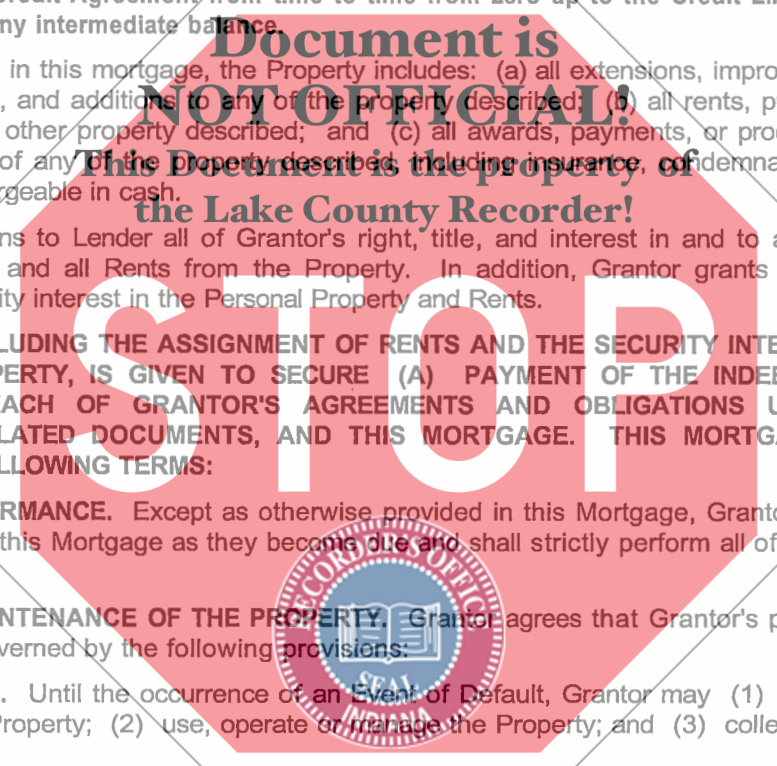 Credit Agreement from time to time from zero up to the Credit Li
ny intermediate balance.
Document is
in this mortgage, the Property includes: (a) all extensions, impro
, and additions to any of the property described; (b) all rents, p
NOT OFFICIAL!
other property described; and (c) all awards, payments, or pro
of any of the property described, including insurance, condemna
This Document is the property of
rgeable in cash.
the Lake County Recorder!
ns to Lender all of Grantor's right, title, and interest in and to a
and all Rents from the Property. In addition, Grantor grants
ity interest in the Personal Property and Rents.
STOP
LUDING THE ASSIGNMENT OF RENTS AND THE SECURITY INTE
PERTY, IS GIVEN TO SECURE (A) PAYMENT OF THE INDEB
EACH OF GRANTOR'S AGREEMENTS AND OBLIGATIONS U
LATED DOCUMENTS, AND THIS MORTGAGE. THIS MORTGA
LLOWING TERMS:
RMANCE. Except as otherwise provided in this Mortgage, Granto
this Mortgage as they become due and shall strictly perform all of
RECORDER'S OFFICE
NTENANCE OF THE PROPERTY. Grantor agrees that Grantor's p
verned by the following provisions:
SEAL
. Until the occurrence of an Event of Default, Grantor may (1)
Property; (2) use, operate or manage the Property; and (3) colle